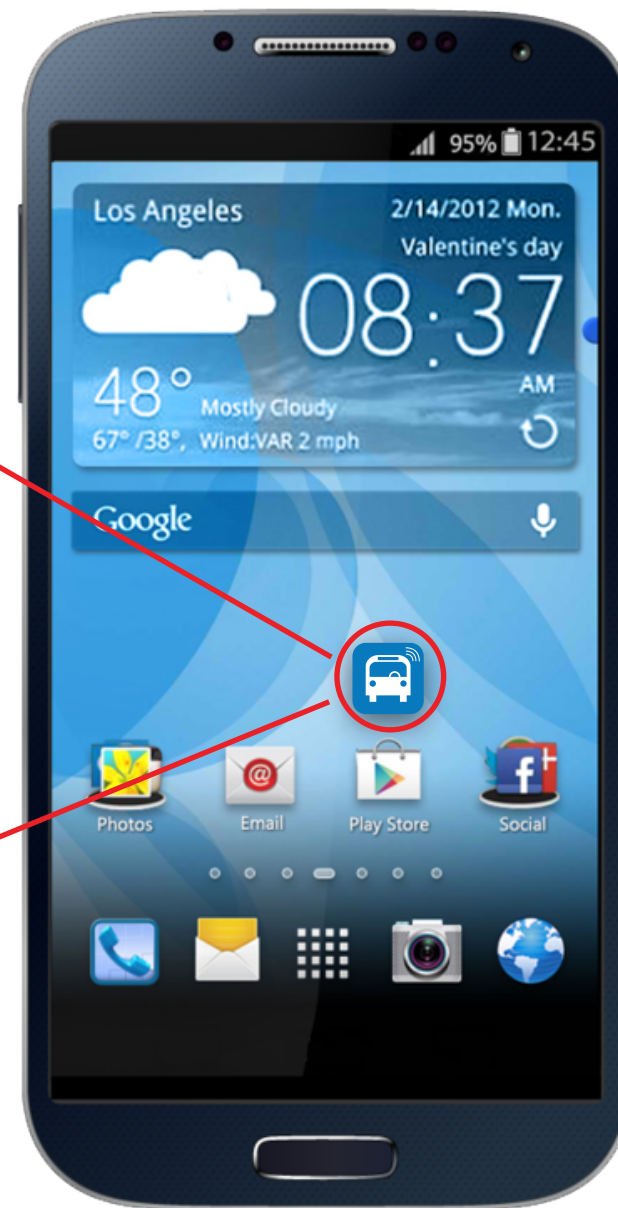 95% 12:45
Los Angeles 2/14/2012 Mon.
Valentine's day
08:37
AM
48° Mostly Cloudy
67° /38°, Wind:VAR 2 mph
Google
@
f +
Photos Email Play Store Social